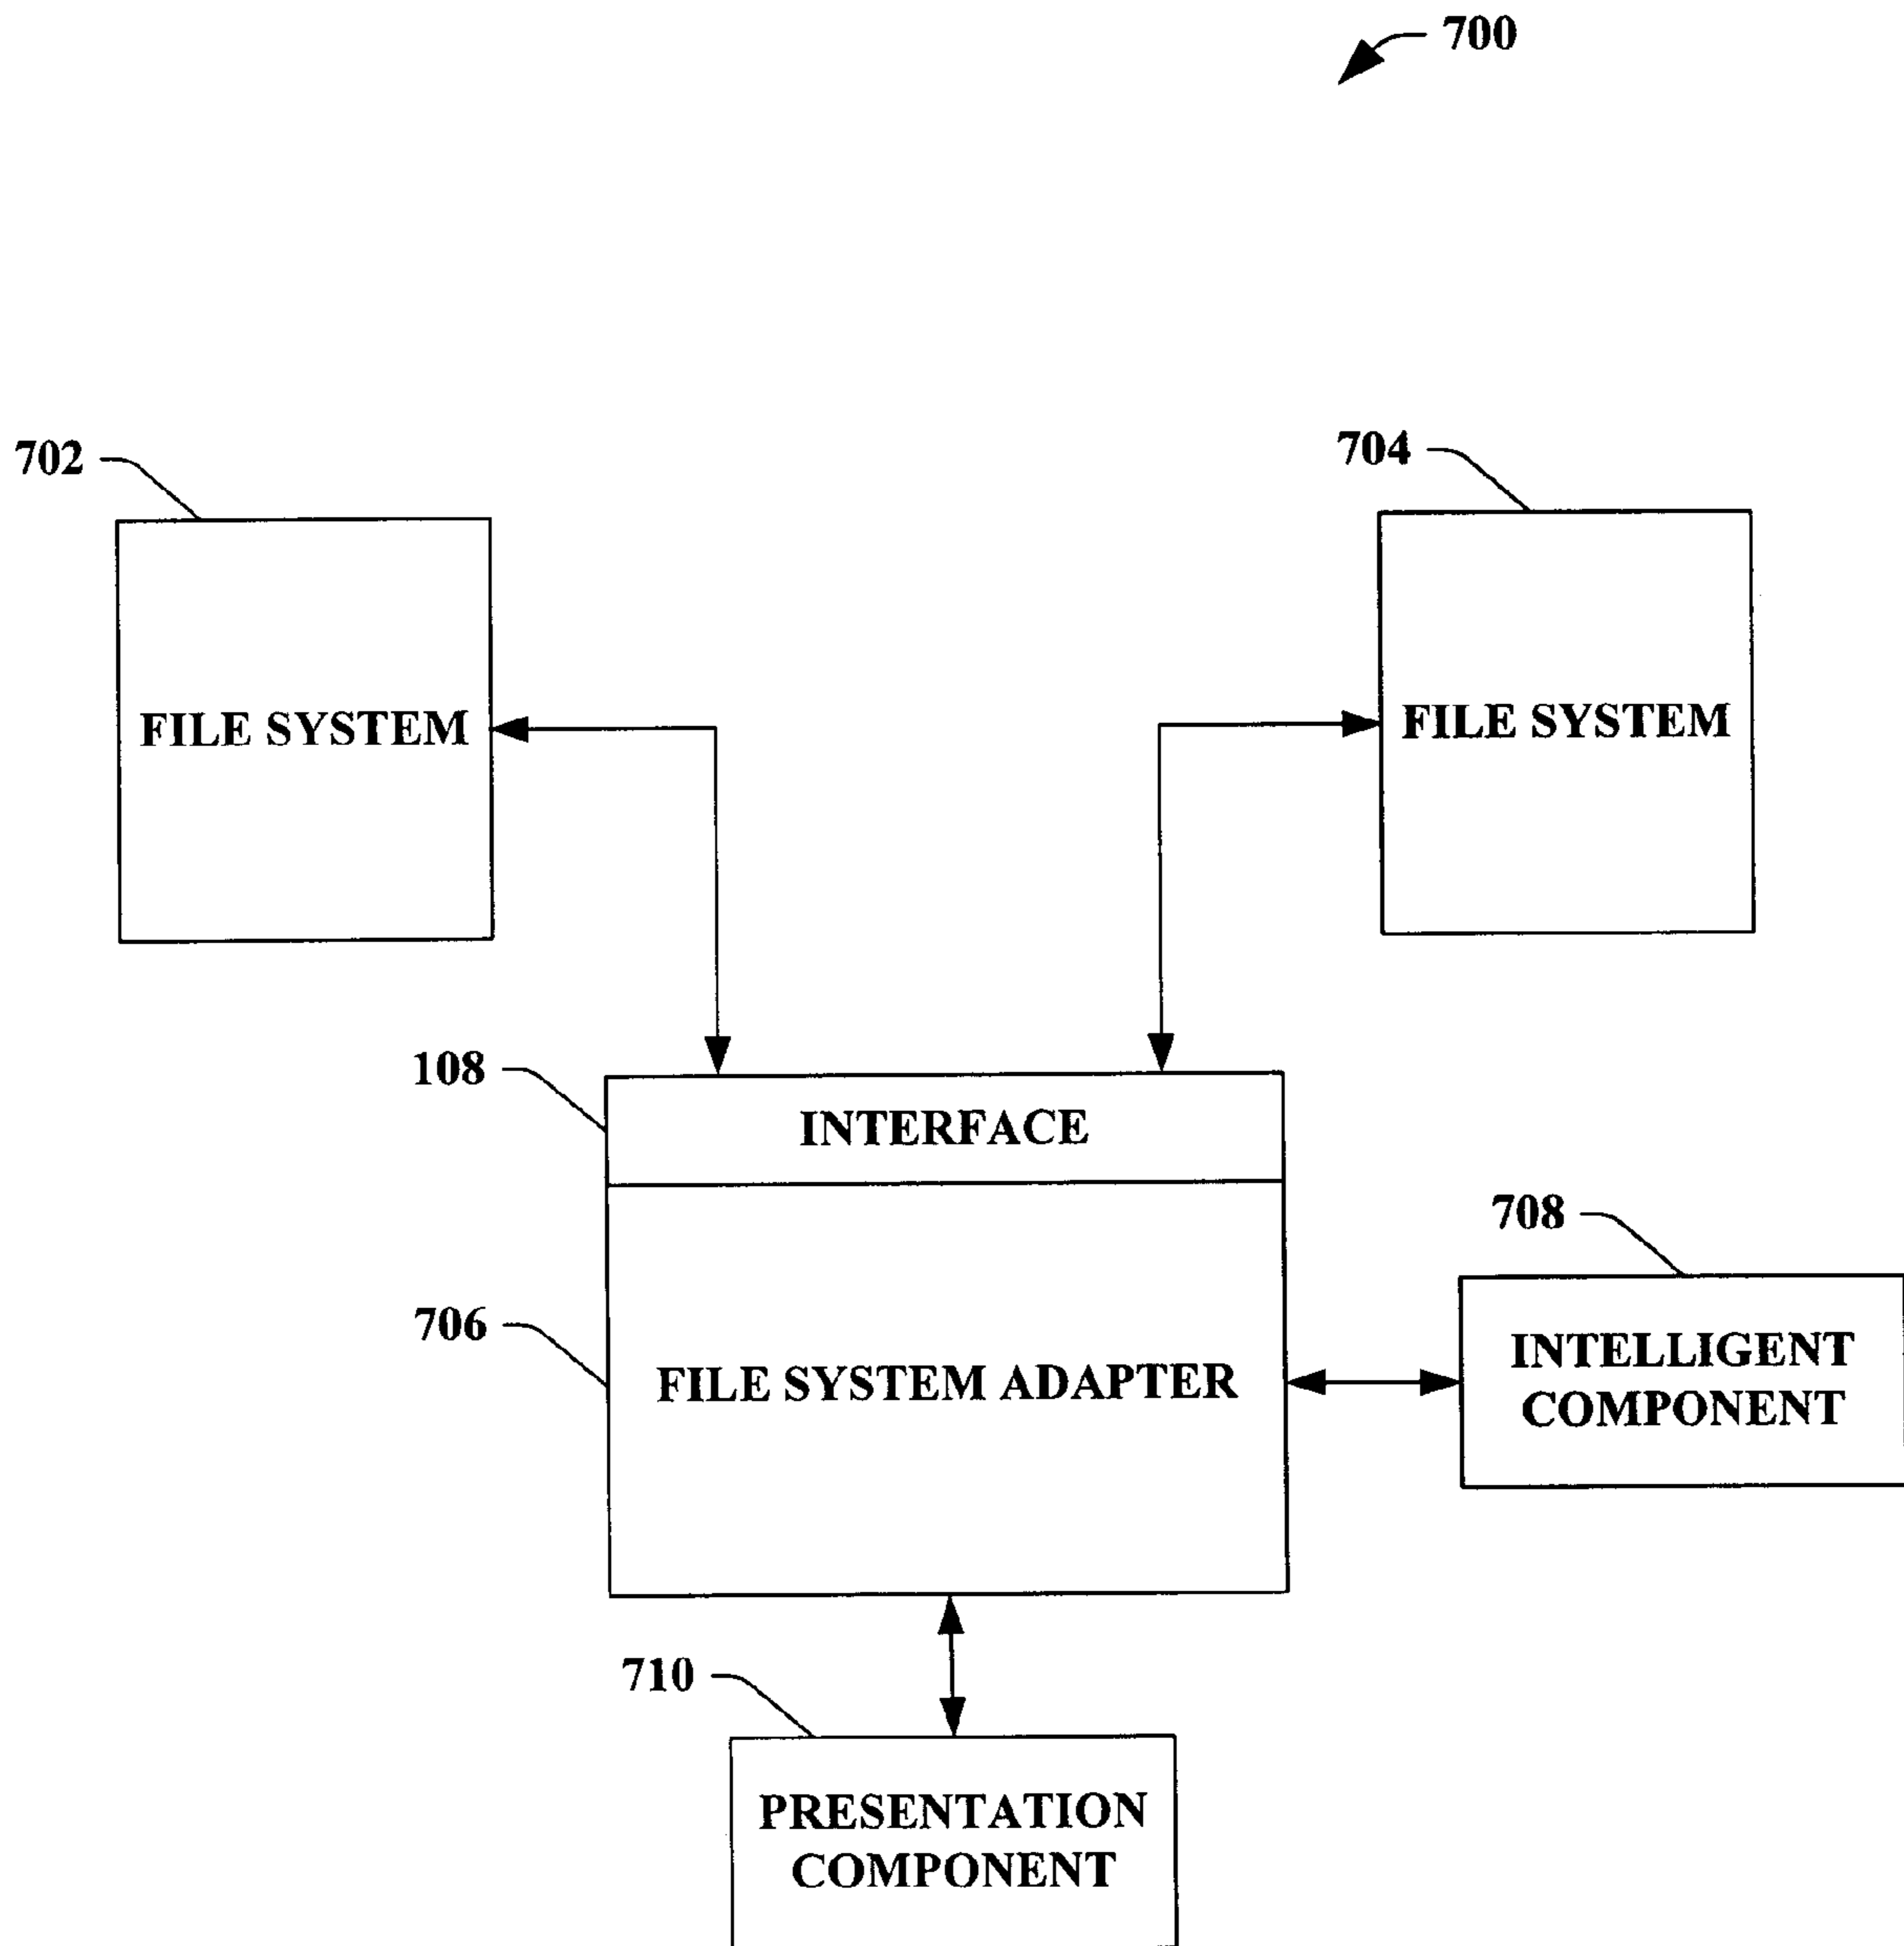 700
702
704
FILE SYSTEM
FILE SYSTEM
108
INTERFACE
708
706
INTELLIGENT
COMPONENT
FILE SYSTEM ADAPTER
710
PRESENTATION
COMPONENT